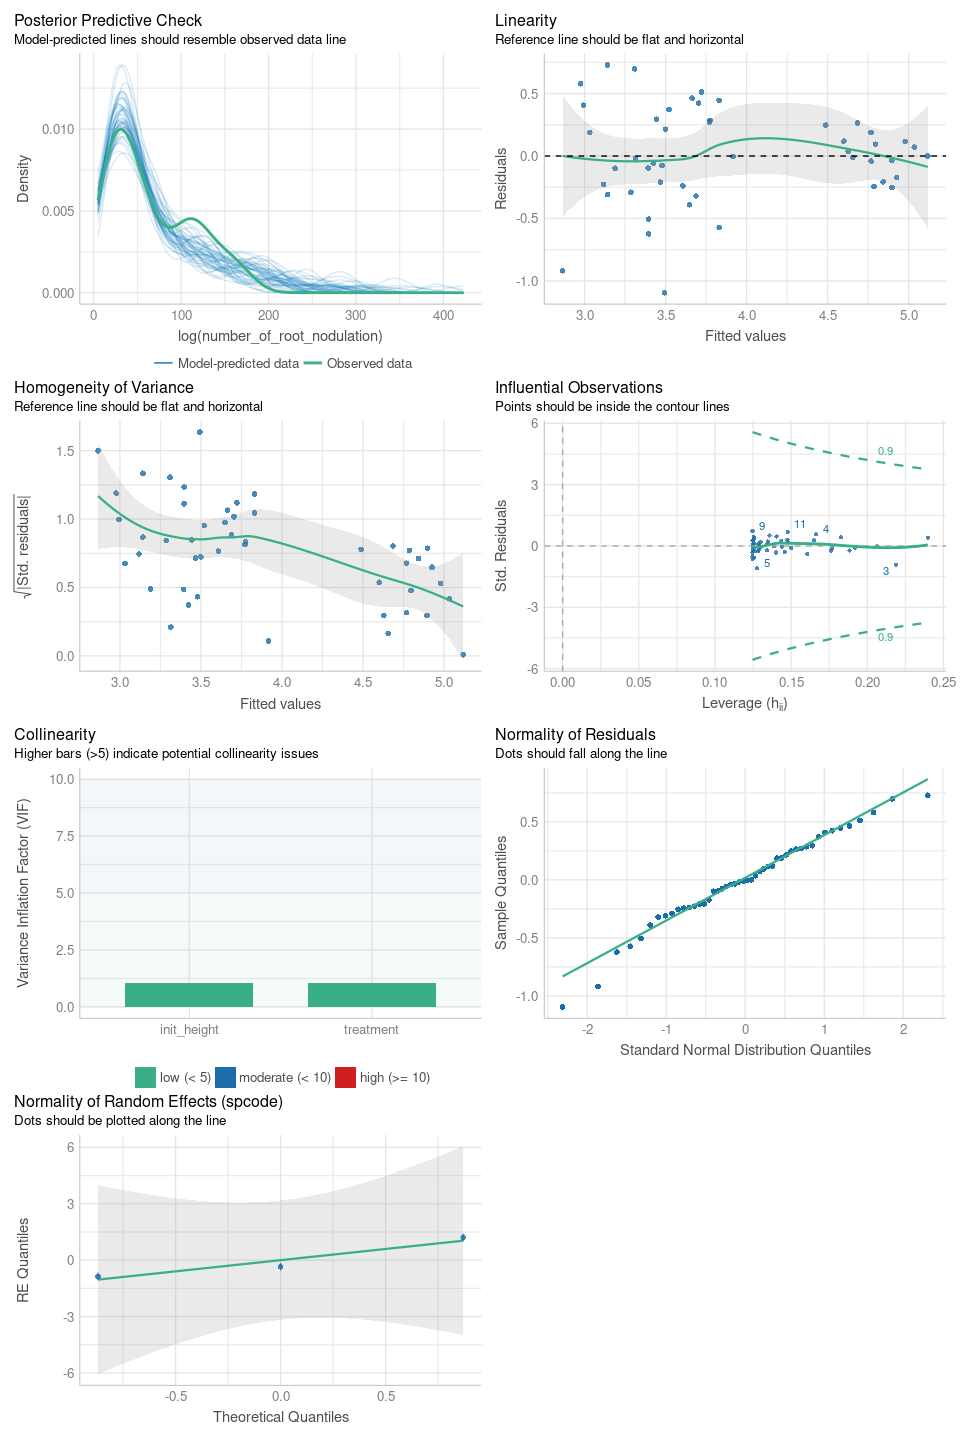 Posterior Predictive Check
Model-predicted lines should resemble observed data line
Density
0.010
0.005
0.000
0
100
200
300
400
log(number_of_root_nodulation)
Model-predicted data
Observed data
Linearity
Reference line should be flat and horizontal
Residuals
0.5
0.0
-0.5
-1.0
3.0
3.5
4.0
4.5
5.0
Fitted values
Homogeneity of Variance
Reference line should be flat and horizontal
√|Std. residuals|
1.5
1.0
0.5
0.0
3.0
3.5
4.0
4.5
5.0
Fitted values
Influential Observations
Points should be inside the contour lines
Std. Residuals
6
3
0
-3
-6
0.9
9
11
4
5
3
0.9
0.00
0.05
0.10
0.15
0.20
0.25
Leverage (hii)
Collinearity
Higher bars (>5) indicate potential collinearity issues
Variance Inflation Factor (VIF)
10.0
7.5
5.0
2.5
0.0
init_height
treatment
low (< 5)
moderate (< 10)
high (>= 10)
Normality of Residuals
Dots should fall along the line
Sample Quantiles
0.5
0.0
-0.5
-1.0
-2
-1
0
1
2
Standard Normal Distribution Quantiles
Normality of Random Effects (spcode)
Dots should be plotted along the line
RE Quantiles
6
3
0
-3
-6
-0.5
0.0
0.5
Theoretical Quantiles